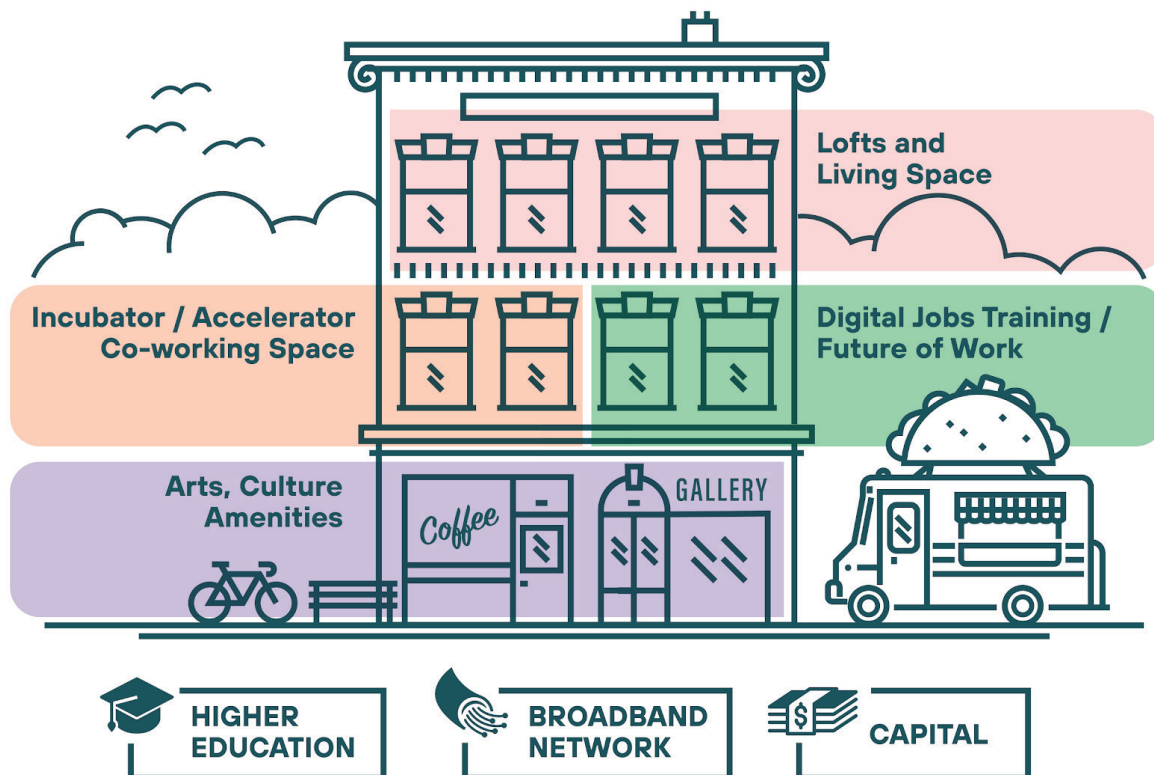 Lofts and
Living Space
Incubator / Accelerator
Co-working Space
Digital Jobs Training /
Future of Work
Arts, Culture
Amenities
Coffee
GALLERY
HIGHER
EDUCATION
BROADBAND
NETWORK
$
CAPITAL